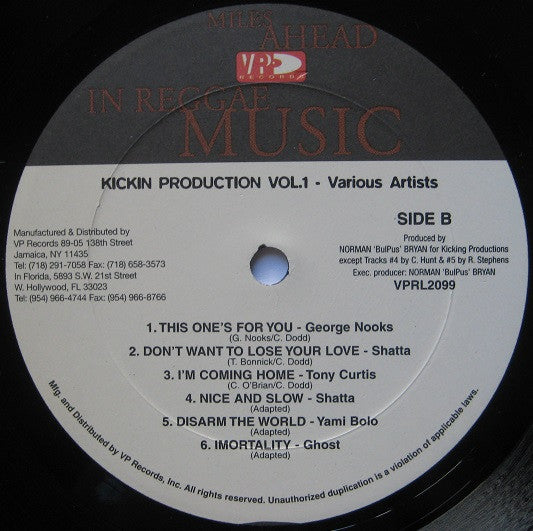 MILES
AHEAD
VP
RECORDS
IN REGGAE
MUSIC
KICKIN PRODUCTION VOL.1 - Various Artists
SIDE B
Manufactured & Distributed by
VP Records 89-05 138th Street
Jamaica, NY 11435
Tel: (718) 291-7058 Fax: (718) 658-3573
In Florida, 5893 S.W. 21st Street
W. Hollywood, FL 33023
Tel: (954) 966-4744 Fax: (954) 966-8766
Produced by
NORMAN 'BulPus' BRYAN for Kicking Productions
except Tracks #4 by C. Hunt & #5 by R. Stephens
Exec. producer: NORMAN 'BulPus' BRYAN
VPRL2099
1. THIS ONE'S FOR YOU - George Nooks
(G. Nooks/C. Dodd)
2. DON'T WANT TO LOSE YOUR LOVE - Shatta
(T. Bonnick/C. Dodd)
3. I'M COMING HOME - Tony Curtis
(C. O'Brian/C. Dodd)
4. NICE AND SLOW - Shatta
(Adapted)
5. DISARM THE WORLD - Yami Bolo
(Adapted)
6. IMORTALITY - Ghost
(Adapted)
Mfg. and Distributed by VP Records, Inc. All rights reserved. Unauthorized duplication is a violation of applicable laws.